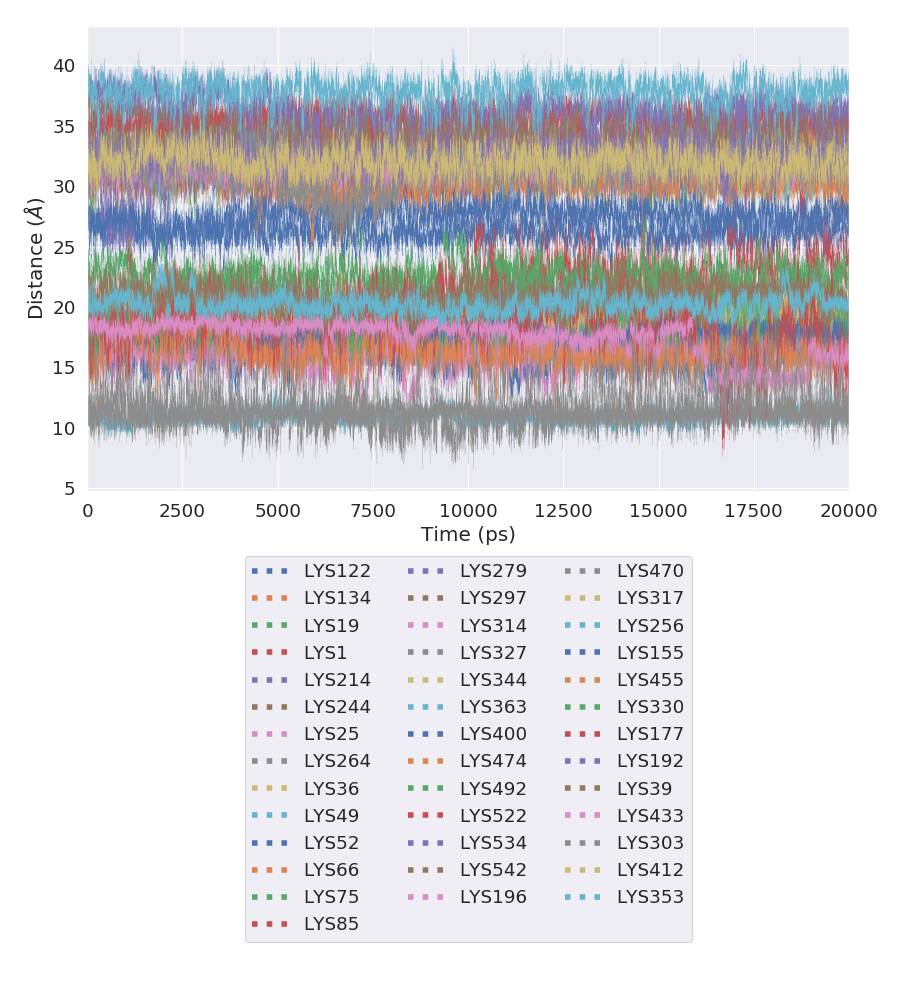 40
35
30
25
20
15
10
5
Distance (Å)
0 2500 5000 7500 10000 12500 15000 17500 20000
Time (ps)
LYS122 LYS279 LYS470
LYS134 LYS297 LYS317
LYS19 LYS314 LYS256
LYS1 LYS327 LYS155
LYS214 LYS344 LYS455
LYS244 LYS363 LYS330
LYS25 LYS400 LYS177
LYS264 LYS474 LYS192
LYS36 LYS492 LYS39
LYS49 LYS522 LYS433
LYS52 LYS534 LYS303
LYS66 LYS542 LYS412
LYS75 LYS196 LYS353
LYS85